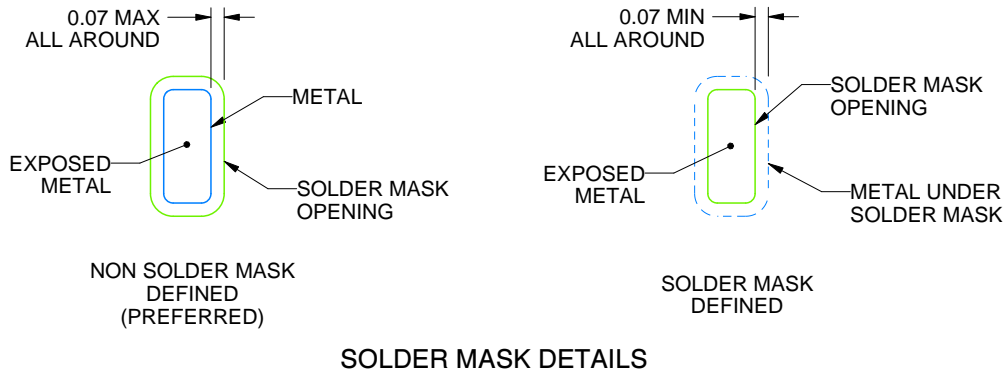 0.07 MAX
ALL AROUND
METAL
EXPOSED
METAL
SOLDER MASK
OPENING
NON SOLDER MASK
DEFINED
(PREFERRED)
0.07 MIN
ALL AROUND
SOLDER MASK
OPENING
EXPOSED
METAL
METAL UNDER
SOLDER MASK
SOLDER MASK
DEFINED
SOLDER MASK DETAILS